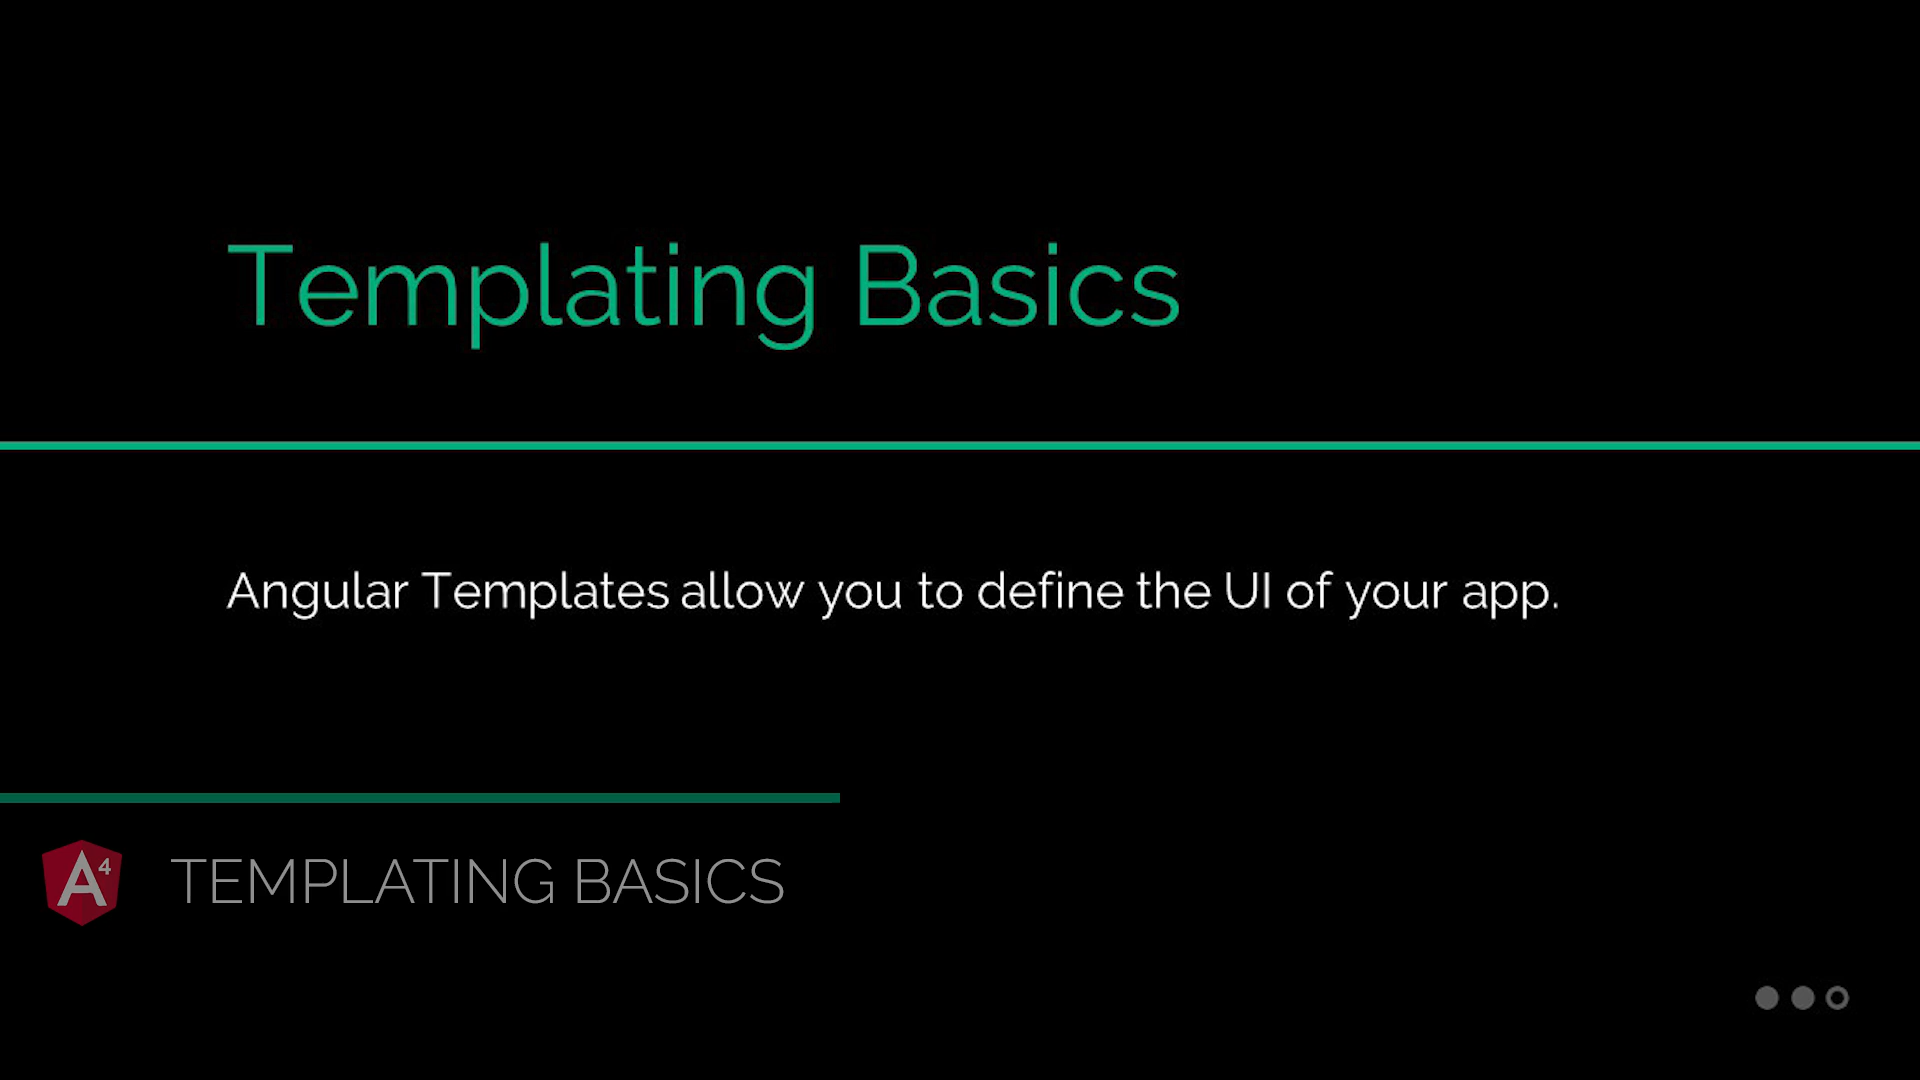 Templating Basics
Angular Templates allow you to define the UI of your app.
A4 TEMPLATING BASICS